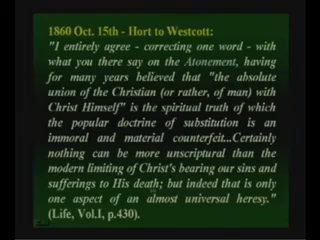 1860 Oct. 15th - Hort to Westcott:
"I entirely agree - correcting one word - with
what you there say on the Atonement, having
for many years believed that "the absolute
union of the Christian (or rather, of man) with
Christ Himself" is the spiritual truth of which
the popular doctrine of substitution is an
immoral and material counterfeit...Certainly
nothing can be more unscriptural than the
modern limiting of Christ's bearing our sins and
sufferings to His death; but indeed that is only
one aspect of an almost universal heresy."
(Life, Vol.I, p.430).